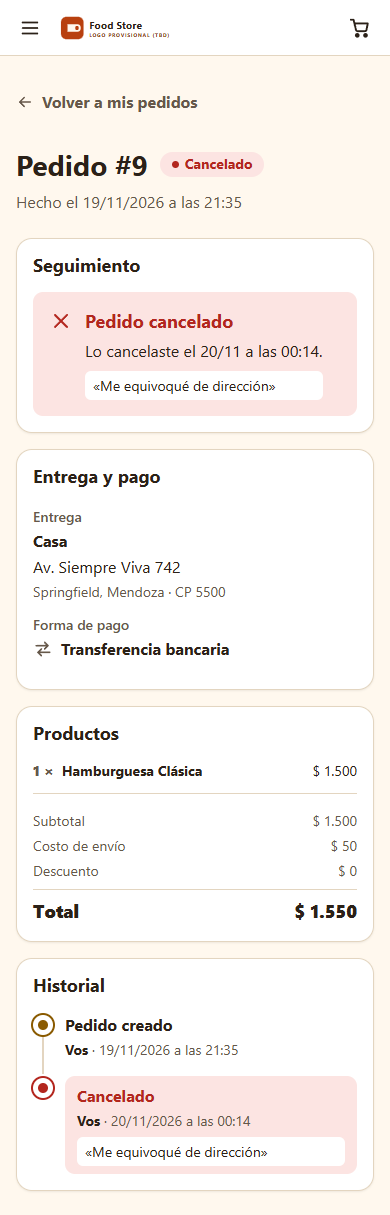 Food Store
LOGO PROVISIONAL (TBD)
← Volver a mis pedidos
Pedido #9
Cancelado
Hecho el 19/11/2026 a las 21:35
Seguimiento
Pedido cancelado
Lo cancelaste el 20/11 a las 00:14.
«Me equivoqué de dirección»
Entrega y pago
Entrega
Casa
Av. Siempre Viva 742
Springfield, Mendoza · CP 5500
Forma de pago
Transferencia bancaria
Productos
1 × Hamburguesa Clásica $ 1.500
Subtotal $ 1.500
Costo de envío $ 50
Descuento $ 0
Total $ 1.550
Historial
Pedido creado
Vos · 19/11/2026 a las 21:35
Cancelado
Vos · 20/11/2026 a las 00:14
«Me equivoqué de dirección»